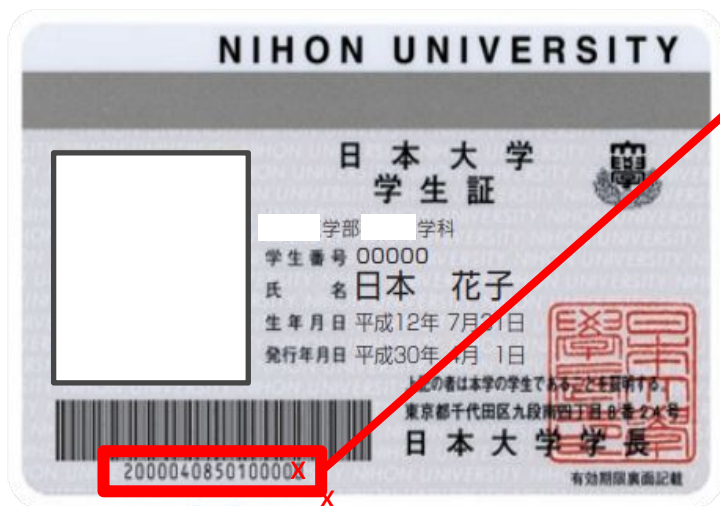 NIHON UNIVERSITY
日本大学
学生証
学部 学科
学生番号 00000
氏 名 日本 花子
生年月日 平成12年 7月31日
発行年月日 平成30年 4月 1日
上記の者は本学の学生であることを証明する。
東京都千代田区九段南四丁目8番24号
日本大学学長
200004085010000X
X
有効期限裏面記載